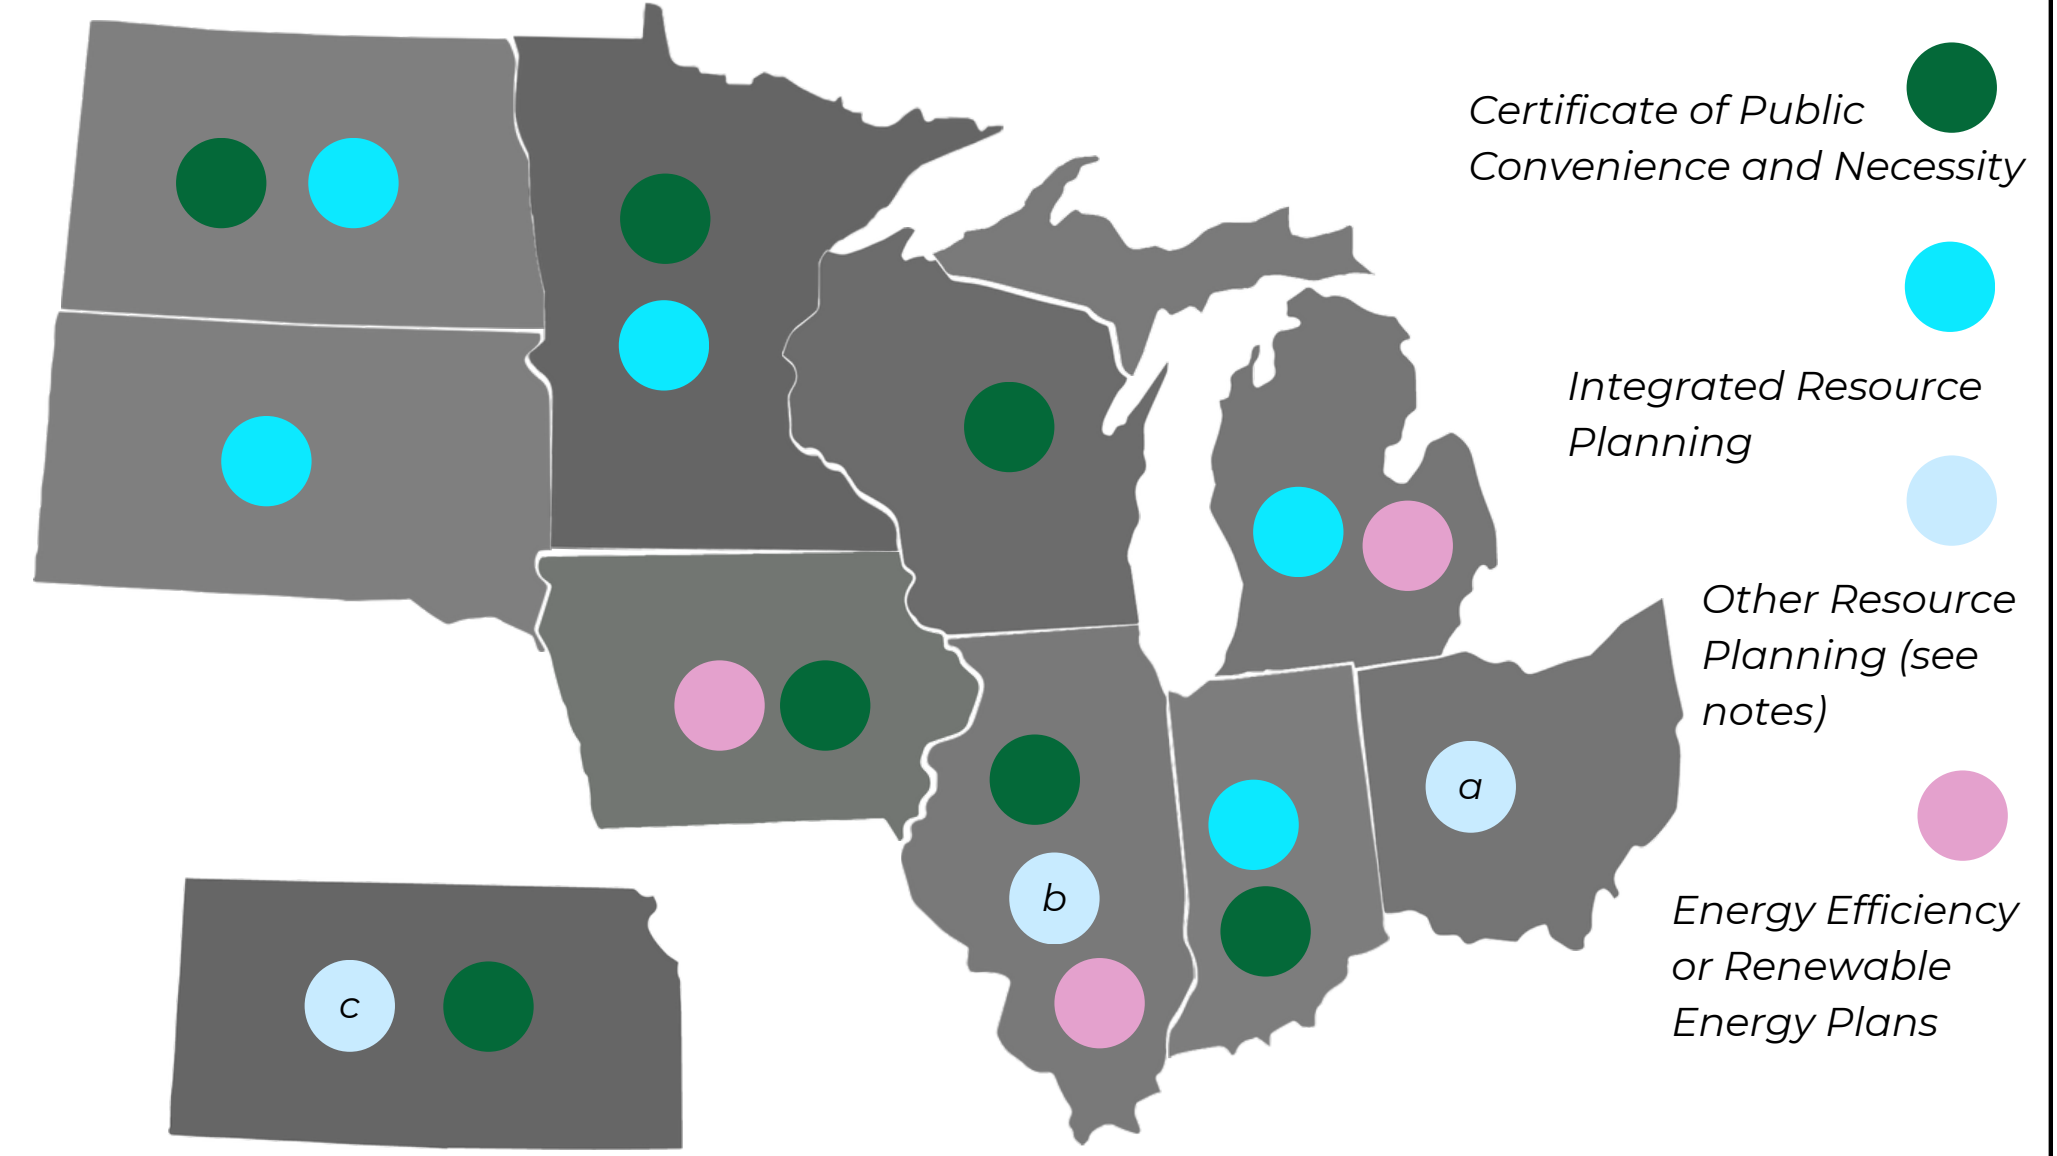 Certificate of Public
Convenience and Necessity
Integrated Resource
Planning
Other Resource
Planning (see
notes)
a
b
Energy Efficiency
or Renewable
Energy Plans
c